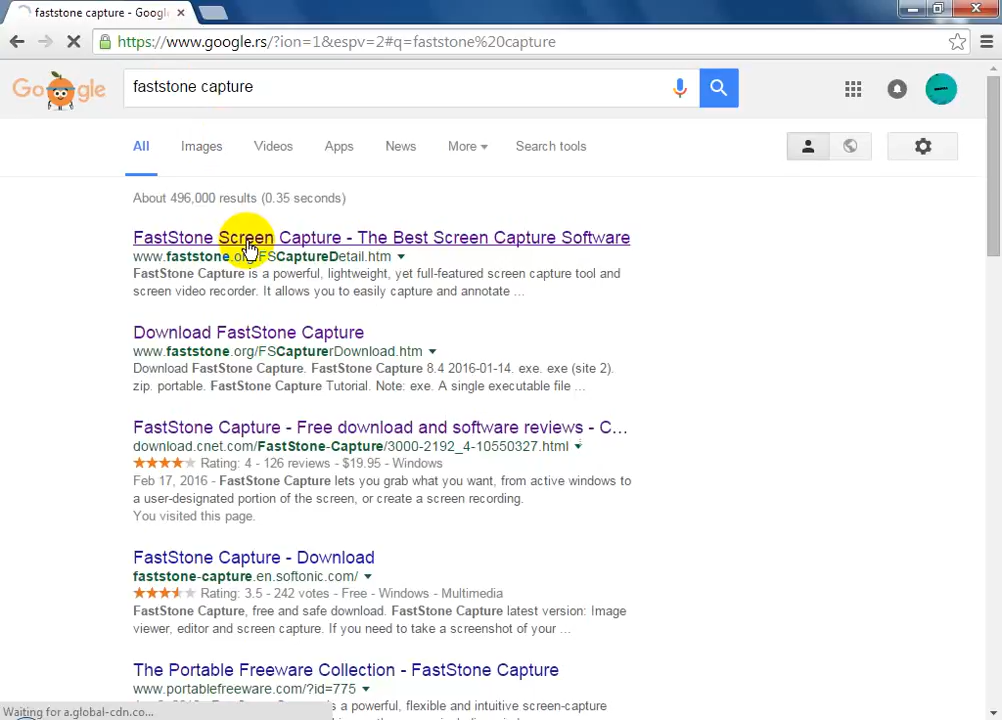 faststone capture - Googl
https://www.google.rs/?ion=1&espv=2#q=faststone%20capture
Google
faststone capture
All Images Videos Apps News More Search tools
About 496,000 results (0.35 seconds)
FastStone Screen Capture - The Best Screen Capture Software
www.faststone.org/FSCaptureDetail.htm
FastStone Capture is a powerful, lightweight, yet full-featured screen capture tool and
screen video recorder. It allows you to easily capture and annotate ...
Download FastStone Capture
www.faststone.org/FSCapturerDownload.htm
Download FastStone Capture. FastStone Capture 8.4 2016-01-14. exe. exe (site 2).
zip. portable. FastStone Capture Tutorial. Note: exe. A single executable file ...
FastStone Capture - Free download and software reviews - C...
download.cnet.com/FastStone-Capture/3000-2192_4-10550327.html
Rating: 4 - 126 reviews - $19.95 - Windows
Feb 17, 2016 - FastStone Capture lets you grab what you want, from active windows to
a user-designated portion of the screen, or create a screen recording.
You visited this page.
FastStone Capture - Download
faststone-capture.en.softonic.com/
Rating: 3.5 - 242 votes - Free - Windows - Multimedia
FastStone Capture, free and safe download. FastStone Capture latest version: Image
viewer, editor and screen capture. If you need to take a screenshot of your ...
The Portable Freeware Collection - FastStone Capture
www.portablefreeware.com/?id=775
is a powerful, flexible and intuitive screen-capture
Waiting for a.global-cdn.co...